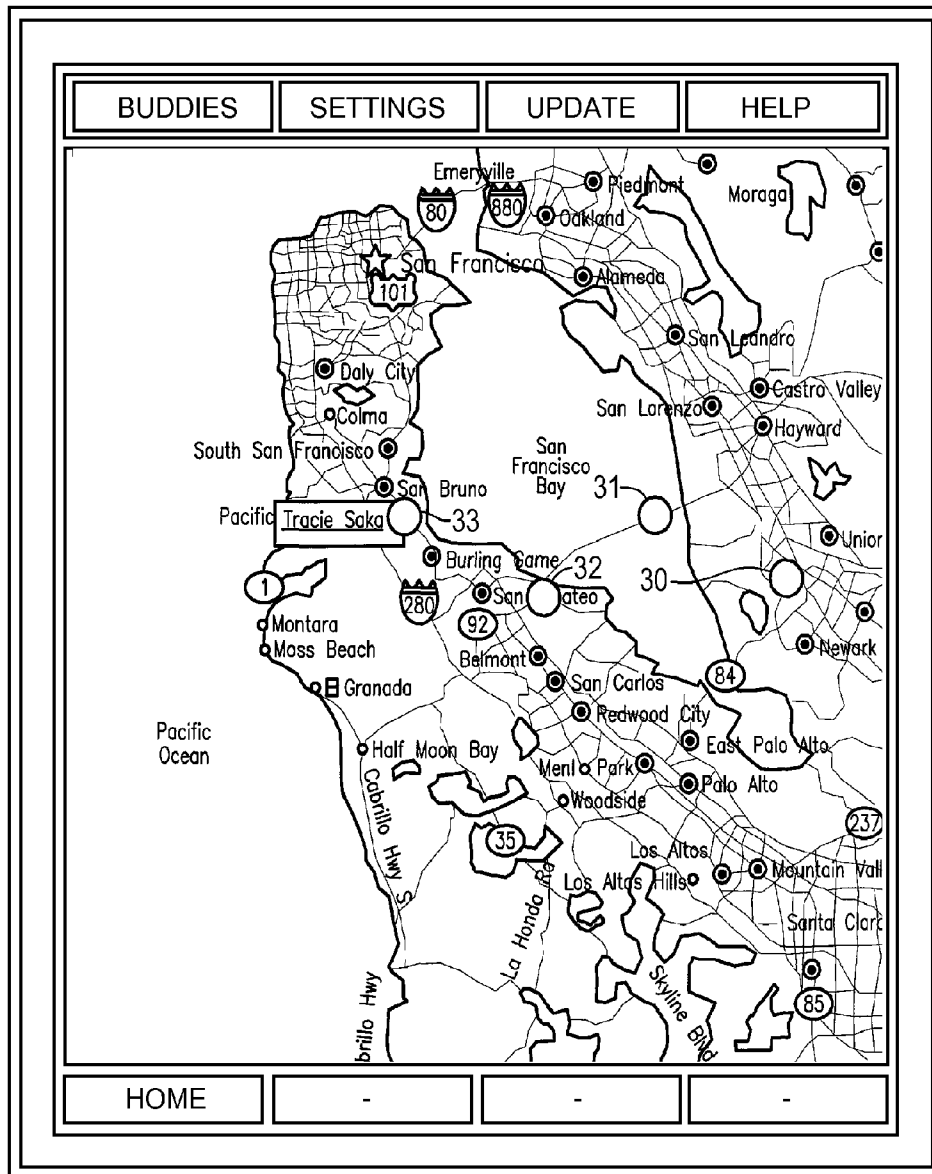 BUDDIES
SETTINGS
UPDATE
HELP
Emeryville
Piedmont
Moraga
80
880
Oakland
San Francisco
Alameda
101
San Leandro
Daly City
Castro Valley
San Lorenzo
Colma
Hayward
South San Francisco
San
Francisco
Bay
31
San Bruno
Pacific
Tracie Saka
33
Union
Burling Game
32
30
1
280
San ateo
92
Montara
Moss Beach
Newark
Belmont
84
San Carlos
Granada
Redwood City
Pacific
Ocean
East Palo Alto
Half Moon Bay
Menl Park
Palo Alto
Woodside
Cabrillo Hwy S
237
35
Los Altos
Mountain Vall
Los Altos Hills
La Honda Rd
Santa Clara
Skyline Blvd
85
brillo Hwy
HOME
-
-
-